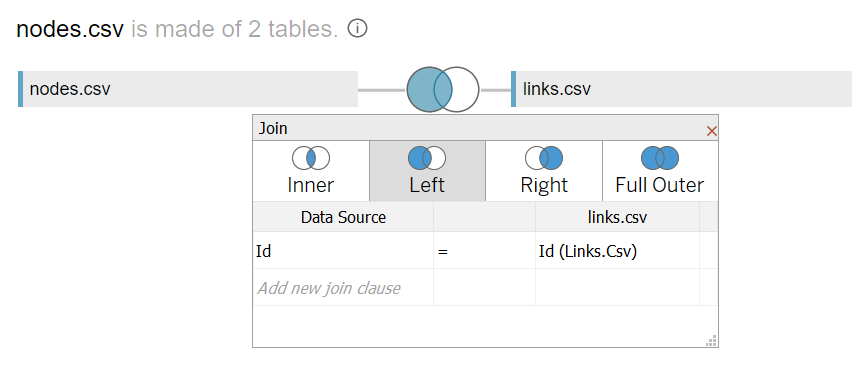 nodes.csv is made of 2 tables. ⓘ
nodes.csv
links.csv
Join
Inner
Left
Right
Full Outer
Data Source
links.csv
Id
=
Id (Links.Csv)
Add new join clause